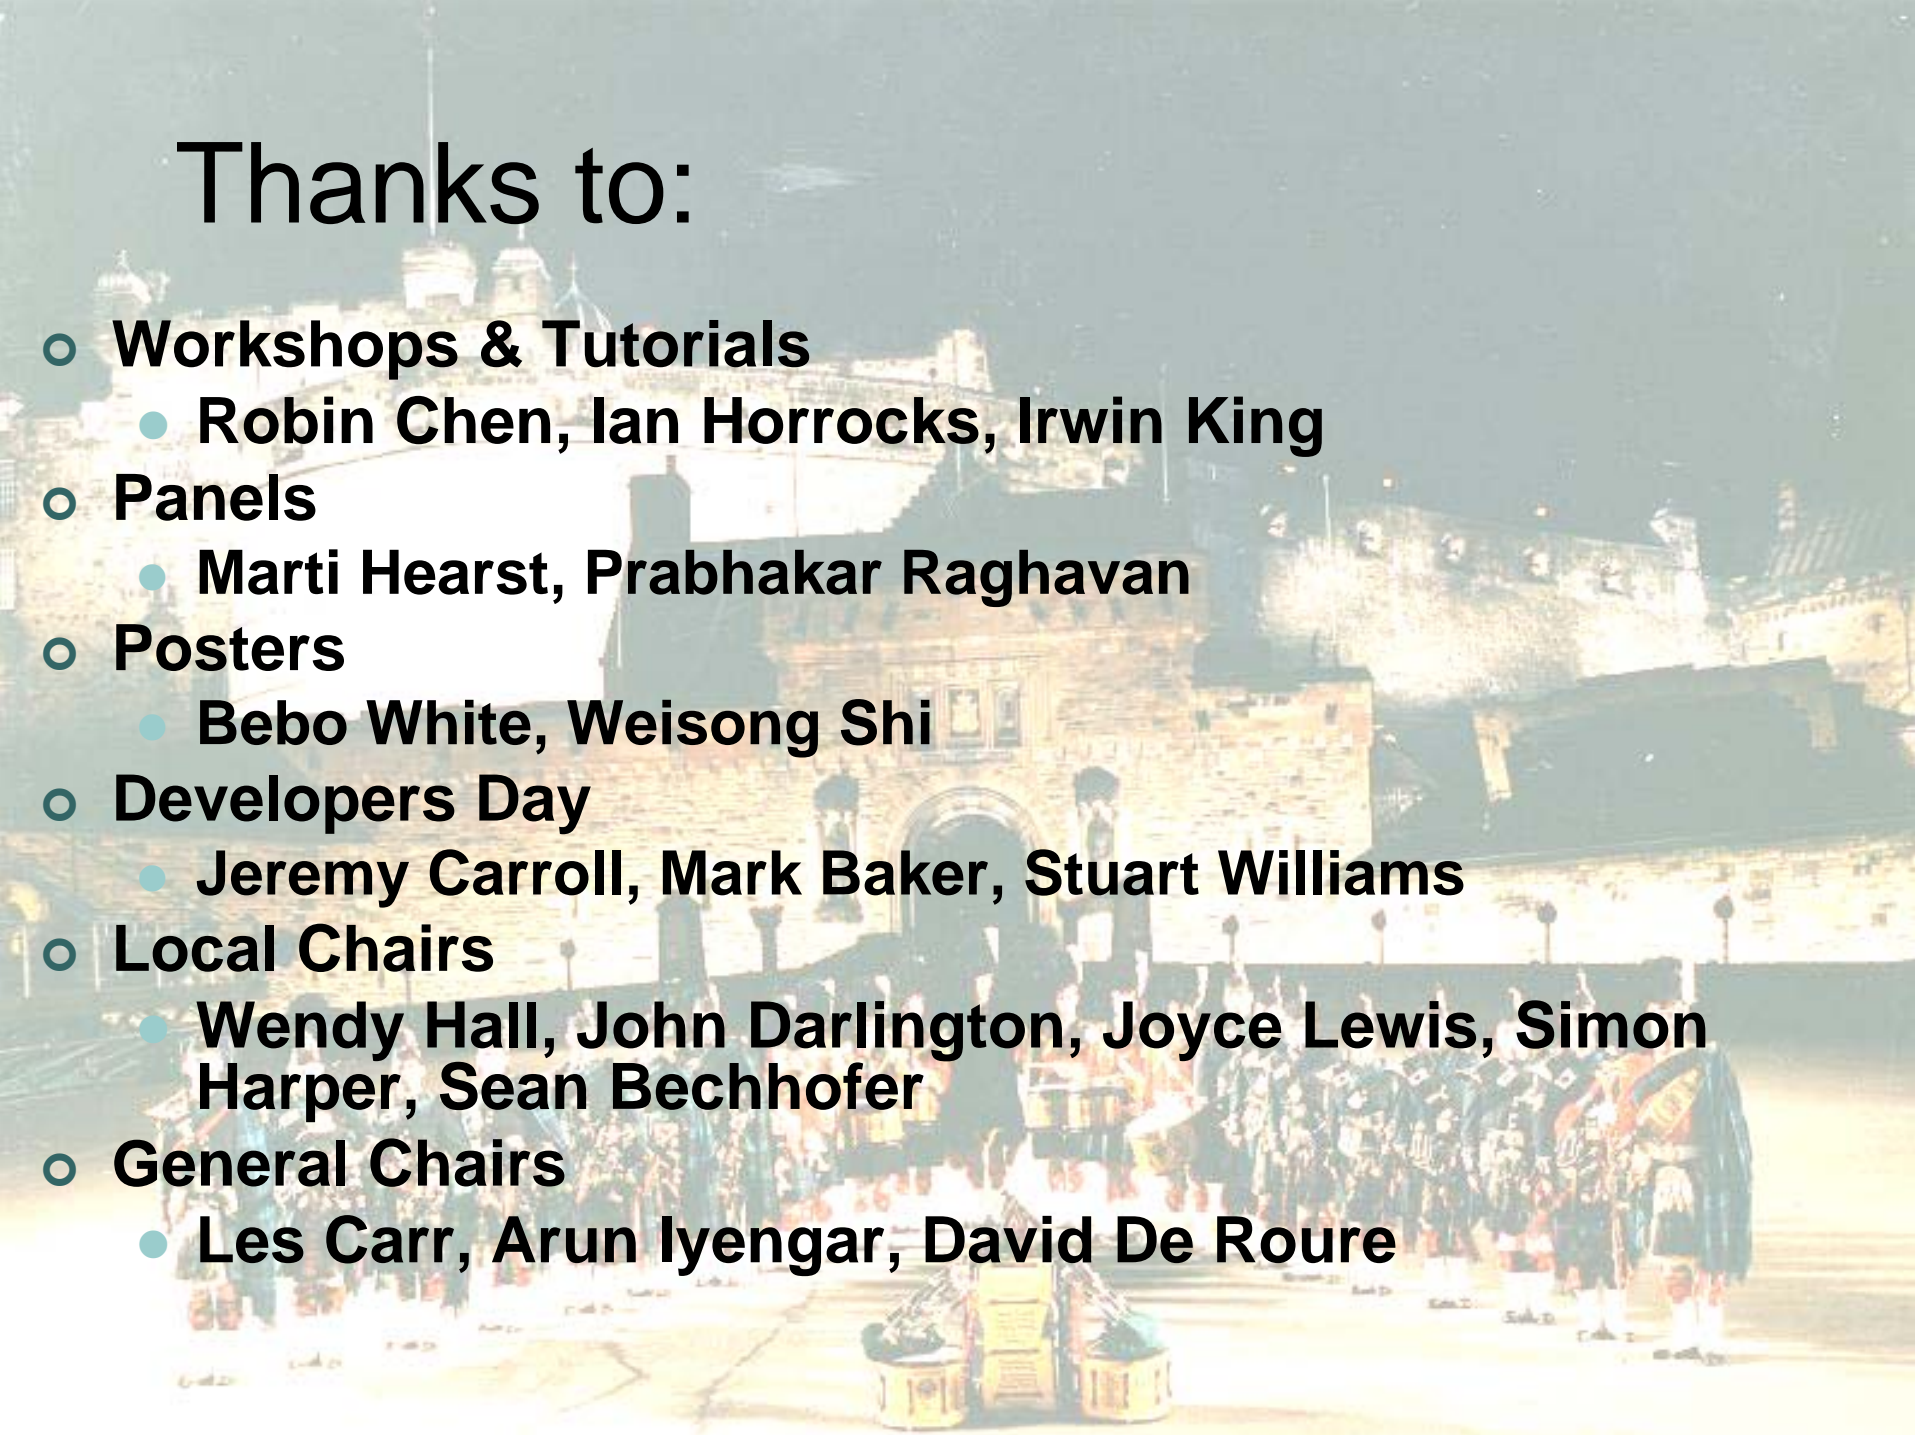 Thanks to:
Workshops & Tutorials
Robin Chen, Ian Horrocks, Irwin King
Panels
Marti Hearst, Prabhakar Raghavan
Posters
Bebo White, Weisong Shi
Developers Day
Jeremy Carroll, Mark Baker, Stuart Williams
Local Chairs
Wendy Hall, John Darlington, Joyce Lewis, Simon
Harper, Sean Bechhofer
General Chairs
Les Carr, Arun Iyengar, David De Roure